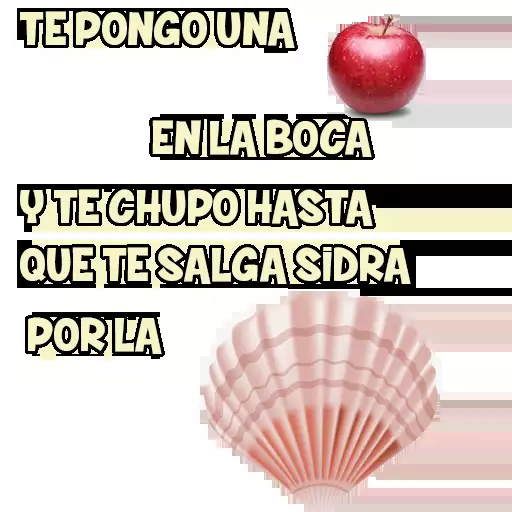 TE PONGO UNA
EN LA BOCA
Y TE CHUPO HASTA
QUE TE SALGA SIDRA
POR LA